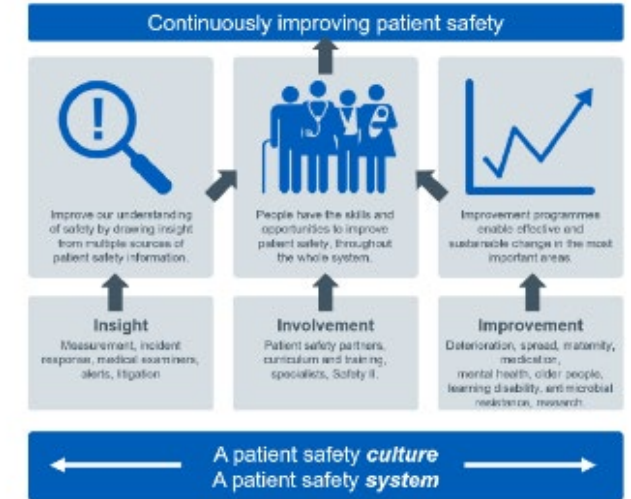 Continuously improving patient safety
!
Improve our understanding
of safety by drawing insight
from multiple sources of
patient safety information.
People have the skills and
opportunities to improve
patient safety, throughout
the whole system.
Improvement programmes
enable effective and
sustainable change in the most
important areas.
Insight
Measurement, incident
response, medical examiners,
alerts, litigation
Involvement
Patient safety partners,
curriculum and training,
specialists, Safety II.
Improvement
Deterioration, spread, maternity,
medication,
mental health, older people,
learning disability, antimicrobial
resistance, research.
A patient safety culture
A patient safety system